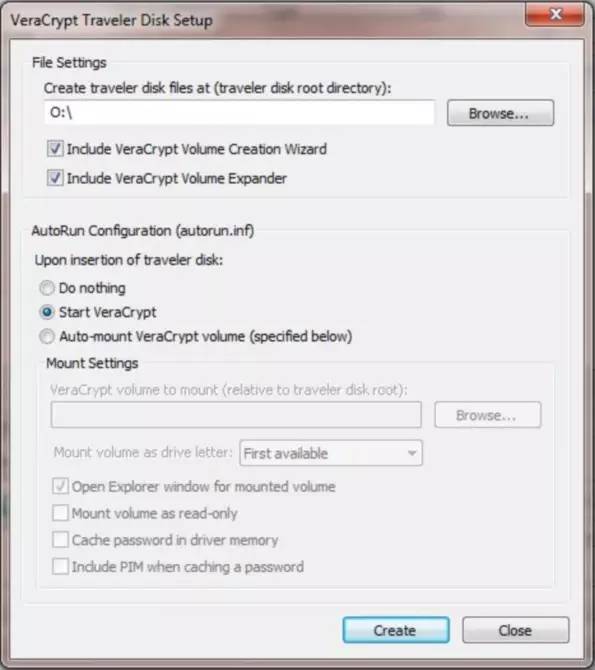 VeraCrypt Traveler Disk Setup
File Settings
Create traveler disk files at (traveler disk root directory):
O:\
Browse...
Include VeraCrypt Volume Creation Wizard
Include VeraCrypt Volume Expander
AutoRun Configuration (autorun.inf)
Upon insertion of traveler disk:
Do nothing
Start VeraCrypt
Auto-mount VeraCrypt volume (specified below)
Mount Settings
VeraCrypt volume to mount (relative to traveler disk root):
Browse...
Mount volume as drive letter: First available
Open Explorer window for mounted volume
Mount volume as read-only
Cache password in driver memory
Include PIM when caching a password
Create Close